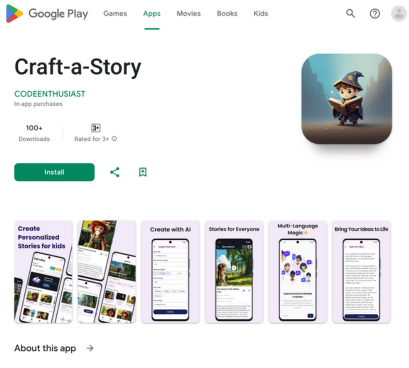 Google Play
Games
Apps
Movies
Books
Kids
Craft-a-Story
CODEENTHUSIAST
In-app purchases
100+
Downloads
3+
Rated for 3+
Install
Create
Personalized
Stories for kids
Create with AI
Stories for Everyone
Multi-Language
Magic
Bring Your Ideas to Life
About this app